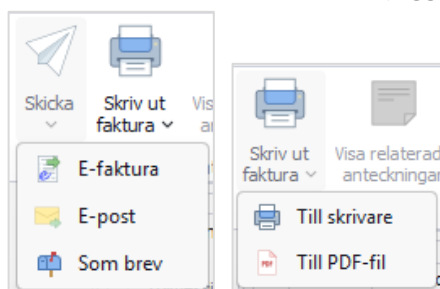 Skicka
Skriv ut
faktura
E-faktura
E-post
Som brev
Skriv ut
faktura
Visa relaterad
anteckningar
Till skrivare
Till PDF-fil